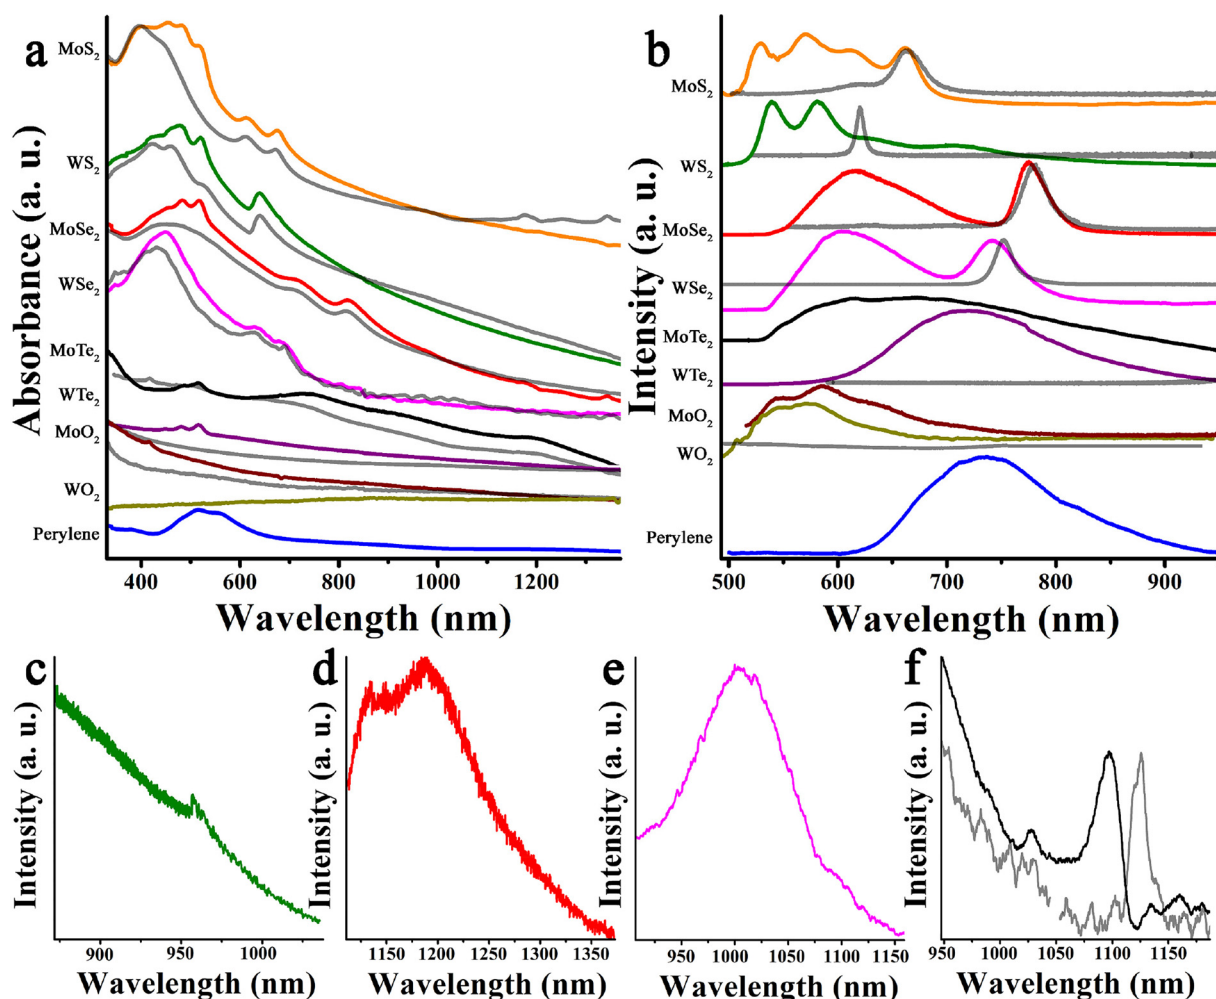 a
Absorbance (a. u.)
MoS2
WS2
MoSe2
WSe2
MoTe2
WTe2
MoO2
WO2
Perylene
400 600 800 1000 1200
Wavelength (nm)
b
Intensity (a. u.)
MoS2
WS2
MoSe2
WSe2
MoTe2
WTe2
MoO2
WO2
Perylene
500 600 700 800 900
Wavelength (nm)
c
Intensity (a. u.)
900 950 1000
Wavelength (nm)
d
Intensity (a. u.)
1150 1200 1250 1300 1350
Wavelength (nm)
e
Intensity (a. u.)
950 1000 1050 1100 1150
Wavelength (nm)
f
Intensity (a. u.)
950 1000 1050 1100 1150
Wavelength (nm)